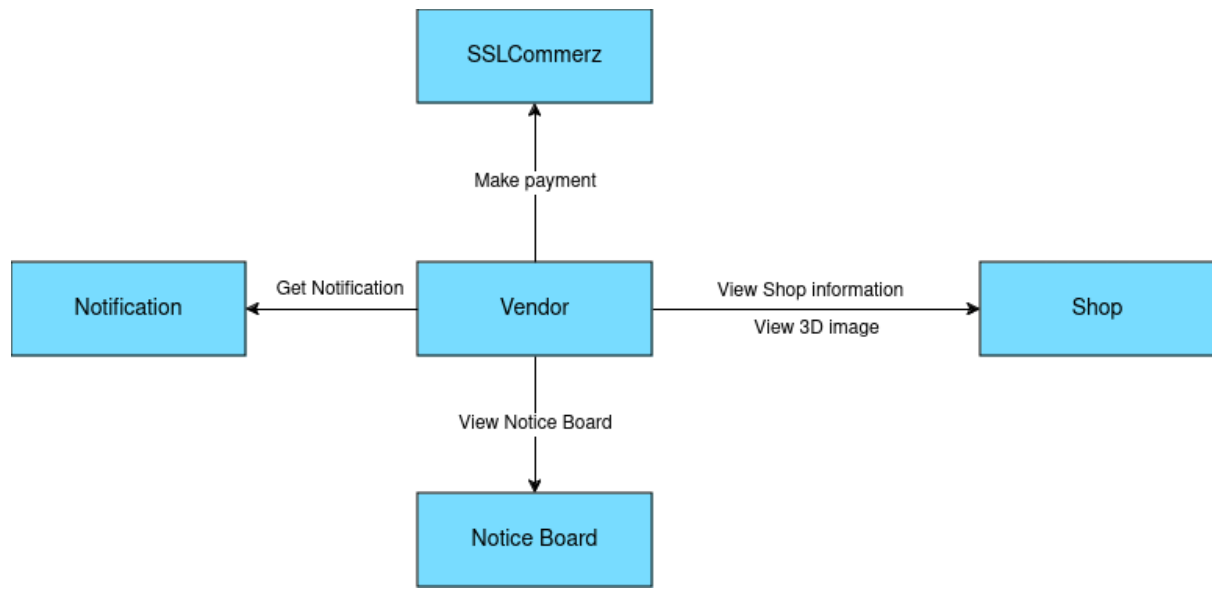 SSLCommerz
Make payment
Notification
Get Notification
Vendor
View Shop information
View 3D image
Shop
View Notice Board
Notice Board